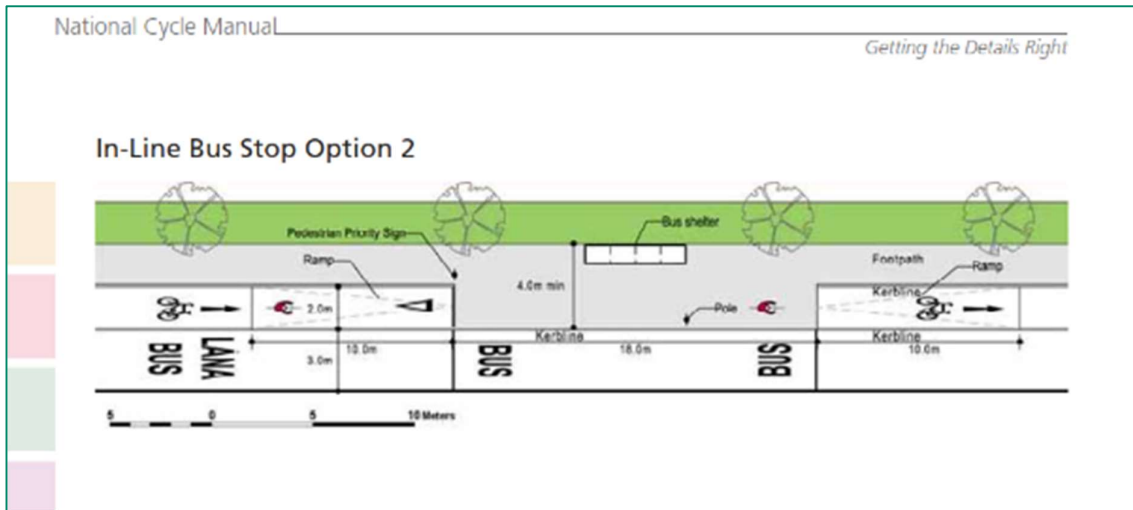 National Cycle Manual
Getting the Details Right
In-Line Bus Stop Option 2
Pedestrian Priority Sign
Bus shelter
Ramp
Footpath
Ramp
4.0m min
Kerbline
2.0m
Pole
Kerbline
Kerbline
10.0m
18.0m
10.0m
3.0m
BUS
LANA
BUS
BUS
5 0 5 10 Meters